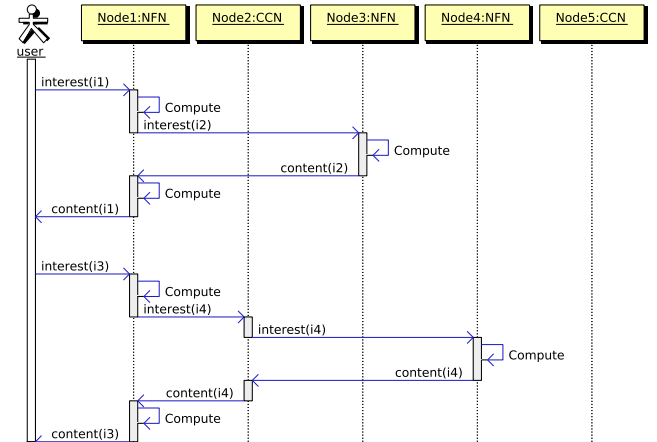 Node1:NFN
Node2:CCN
Node3:NFN
Node4:NFN
Node5:CCN
user
interest(i1)
Compute
interest(i2)
Compute
content(i2)
Compute
content(i1)
interest(i3)
Compute
interest(i4)
interest(i4)
Compute
content(i4)
content(i4)
Compute
content(i3)